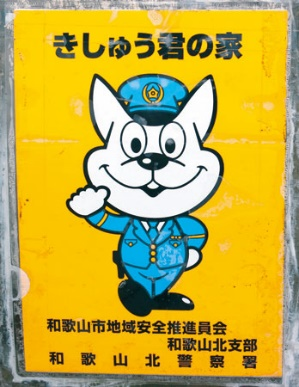 きしゅう君の家
和歌山市地域安全推進員会
和歌山北支部
和歌山北警察署